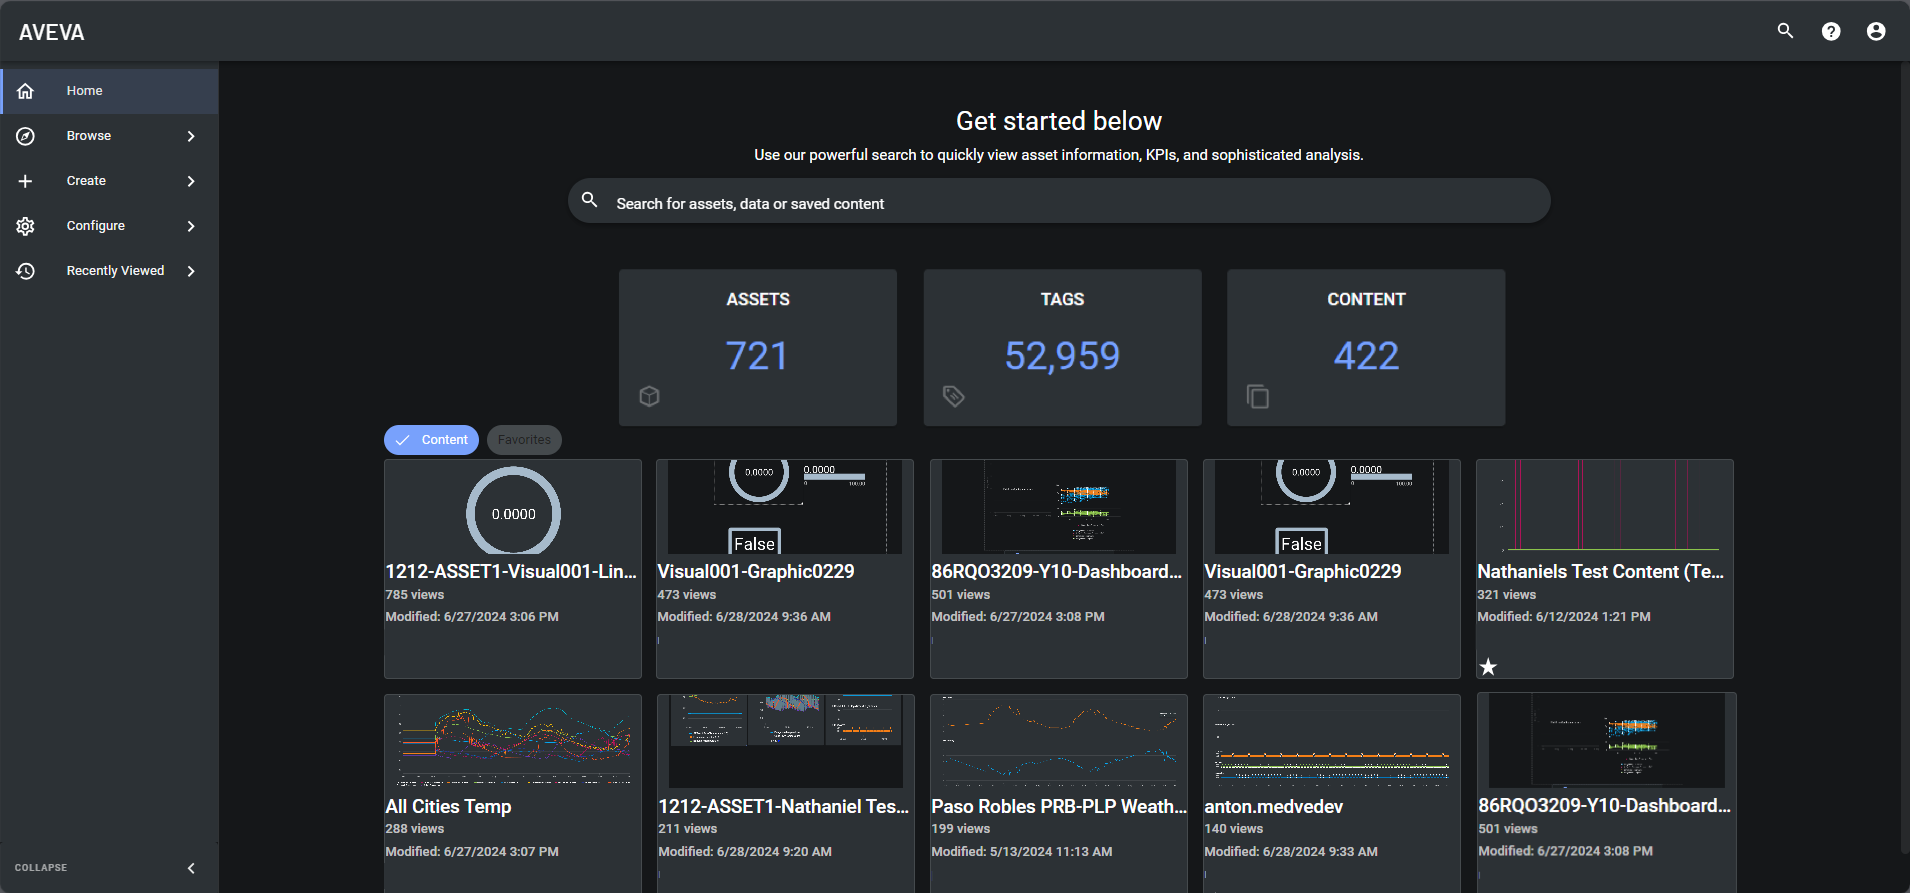 AVEVA
Home
Browse
Create
Configure
Recently Viewed
COLLAPSE
Get started below
Use our powerful search to quickly view asset information, KPIs, and sophisticated analysis.
Search for assets, data or saved content
ASSETS
721
TAGS
52,959
CONTENT
422
Content
Favorites
0.0000
1212-ASSET1-Visual001-Lin...
785 views
Modified: 6/27/2024 3:06 PM
0.0000
0.0000
0
100.00
False
Visual001-Graphic0229
473 views
Modified: 6/28/2024 9:36 AM
86RQO3209-Y10-Dashboard...
501 views
Modified: 6/27/2024 3:08 PM
0.0000
0.0000
0
100.00
False
Visual001-Graphic0229
473 views
Modified: 6/28/2024 9:36 AM
Nathaniels Test Content (Te...
321 views
Modified: 6/12/2024 1:21 PM
All Cities Temp
288 views
Modified: 6/27/2024 3:07 PM
1212-ASSET1-Nathaniel Tes...
211 views
Modified: 6/28/2024 9:20 AM
Paso Robles PRB-PLP Weath...
199 views
Modified: 5/13/2024 11:13 AM
anton.medvedev
140 views
Modified: 6/28/2024 9:33 AM
86RQO3209-Y10-Dashboard...
501 views
Modified: 6/27/2024 3:08 PM